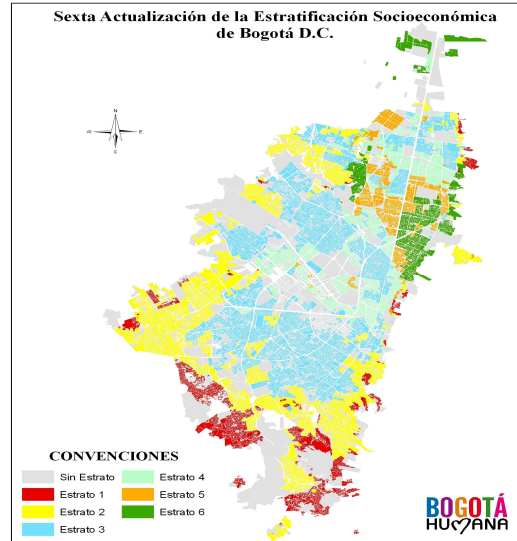 Sexta Actualización de la Estratificación Socioeconómica
de Bogotá D.C.
N
W E
S
CONVENCIONES
Sin Estrato
Estrato 1
Estrato 2
Estrato 3
Estrato 4
Estrato 5
Estrato 6
BOGOTÁ
HUMANA